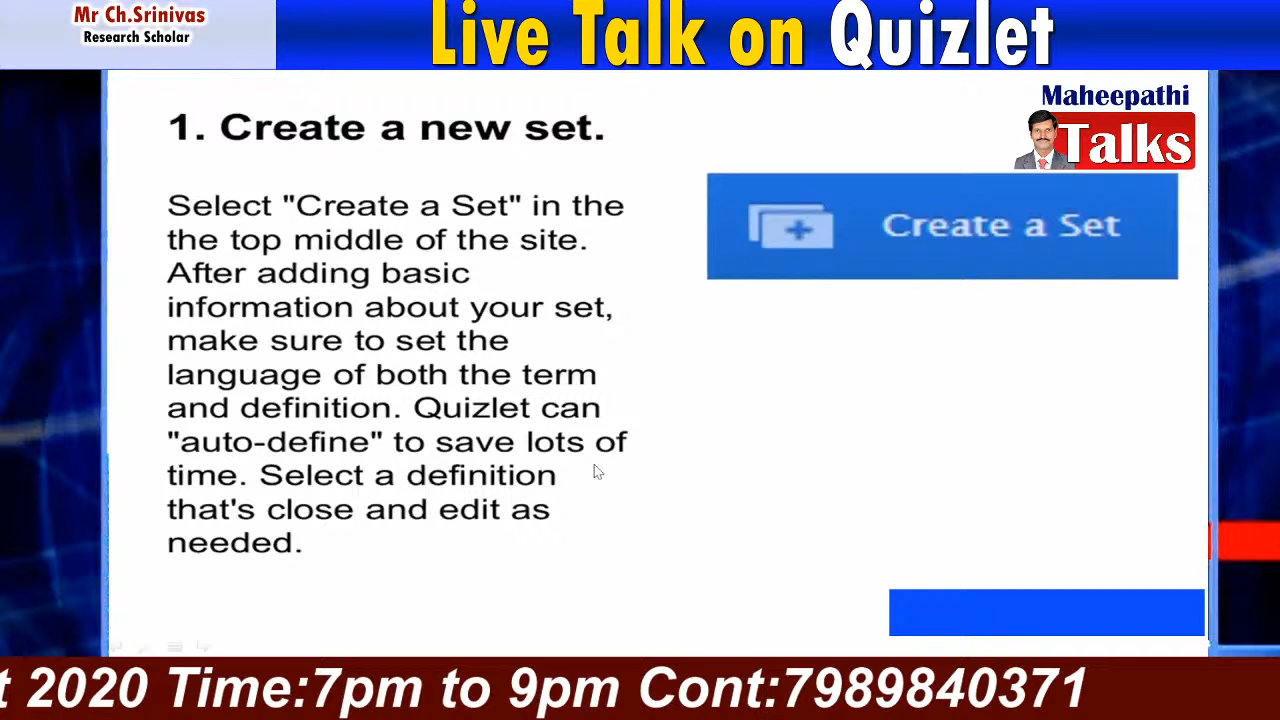 Mr Ch.Srinivas
Research Scholar
Live Talk on Quizlet
Maheepathi
Talks
1. Create a new set.
Select "Create a Set" in the
the top middle of the site.
After adding basic
information about your set,
make sure to set the
language of both the term
and definition. Quizlet can
"auto-define" to save lots of
time. Select a definition
that's close and edit as
needed.
Create a Set
t 2020 Time:7pm to 9pm Cont:7989840371